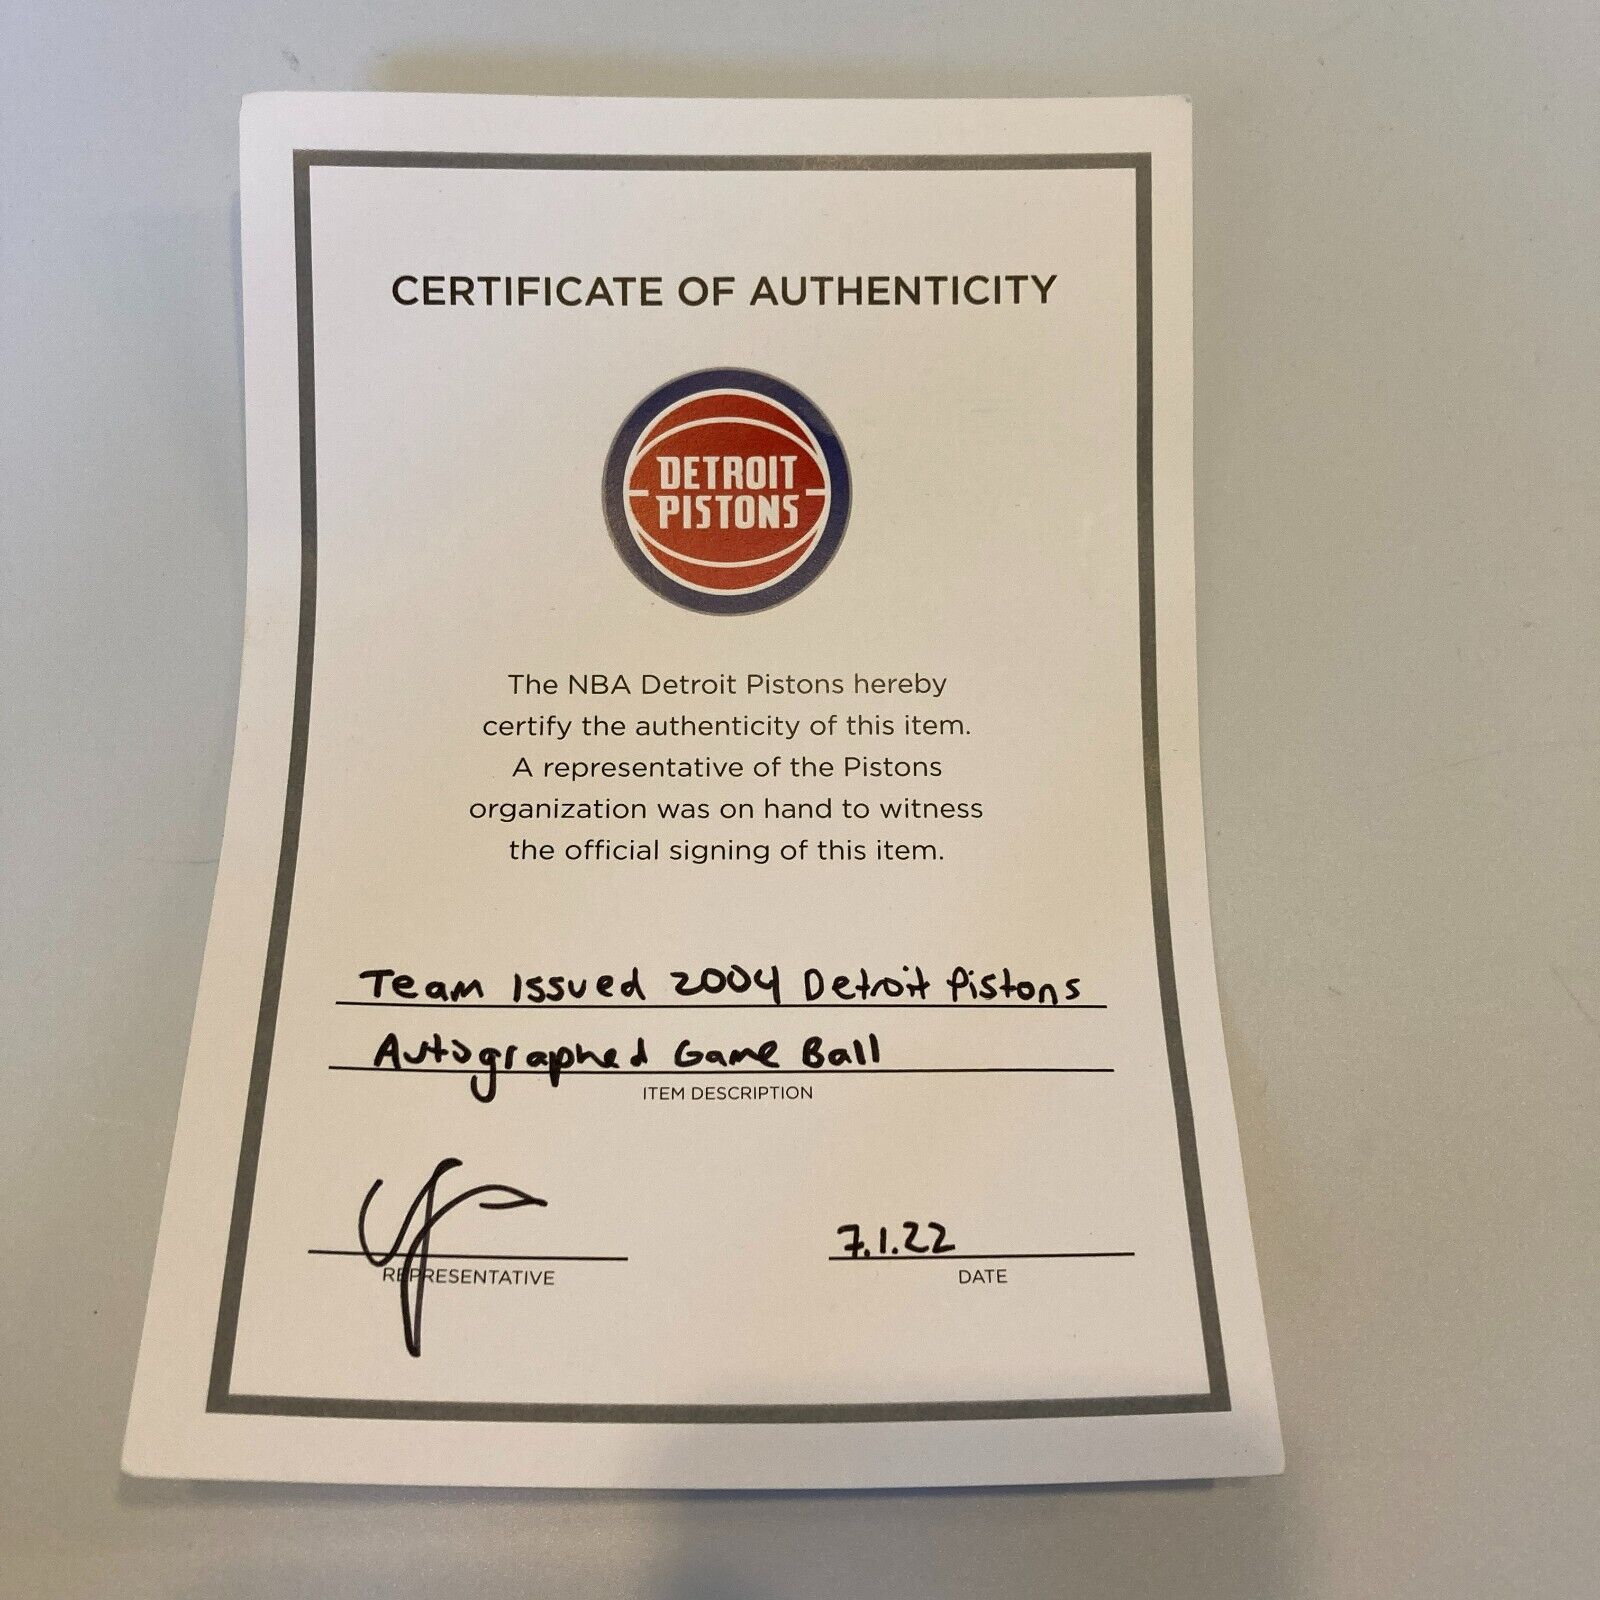 CERTIFICATE OF AUTHENTICITY
DETROIT
PISTONS
The NBA Detroit Pistons hereby
certify the authenticity of this item.
A representative of the Pistons
organization was on hand to witness
the official signing of this item.
Team Issued 2004 Detroit Pistons
Autographed Game Ball
ITEM DESCRIPTION
7.1.22
REPRESENTATIVE
DATE